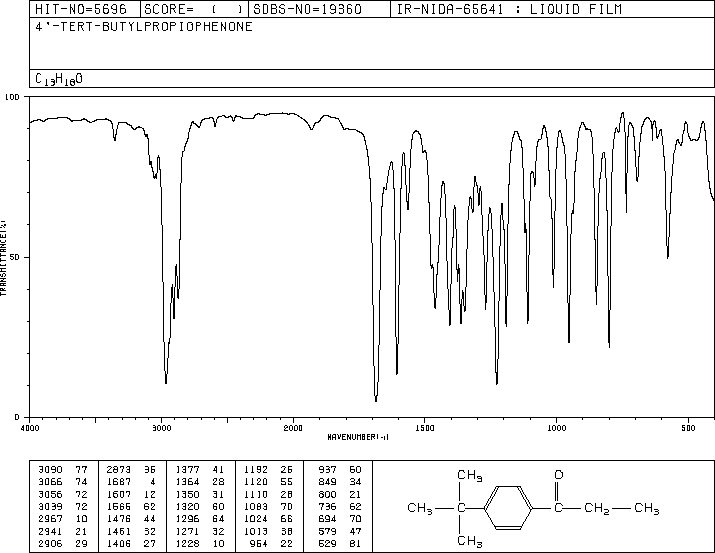 HIT-NO=5696 SCORE= ( ) SDBS-NO=19360 IR-NIDA-65641 : LIQUID FILM
4'-TERT-BUTYLPROPIOPHENONE
C13H18O
100
50
0
TRANSMITTANCE(%)
4000 3000 2000 1500 1000 500
WAVENUMBER(-1)
3090 77 2873 36 1377 41 1192 26 937 60
3066 74 1687 4 1364 28 1120 55 849 34
3056 72 1607 12 1350 31 1110 28 800 21
3039 72 1566 62 1320 60 1083 70 736 62
2967 10 1476 44 1296 64 1024 66 694 70
2941 21 1461 32 1271 32 1013 38 579 47
2906 29 1406 27 1228 10 954 22 529 81
CH3 O
CH3 C C CH2 CH3
CH3